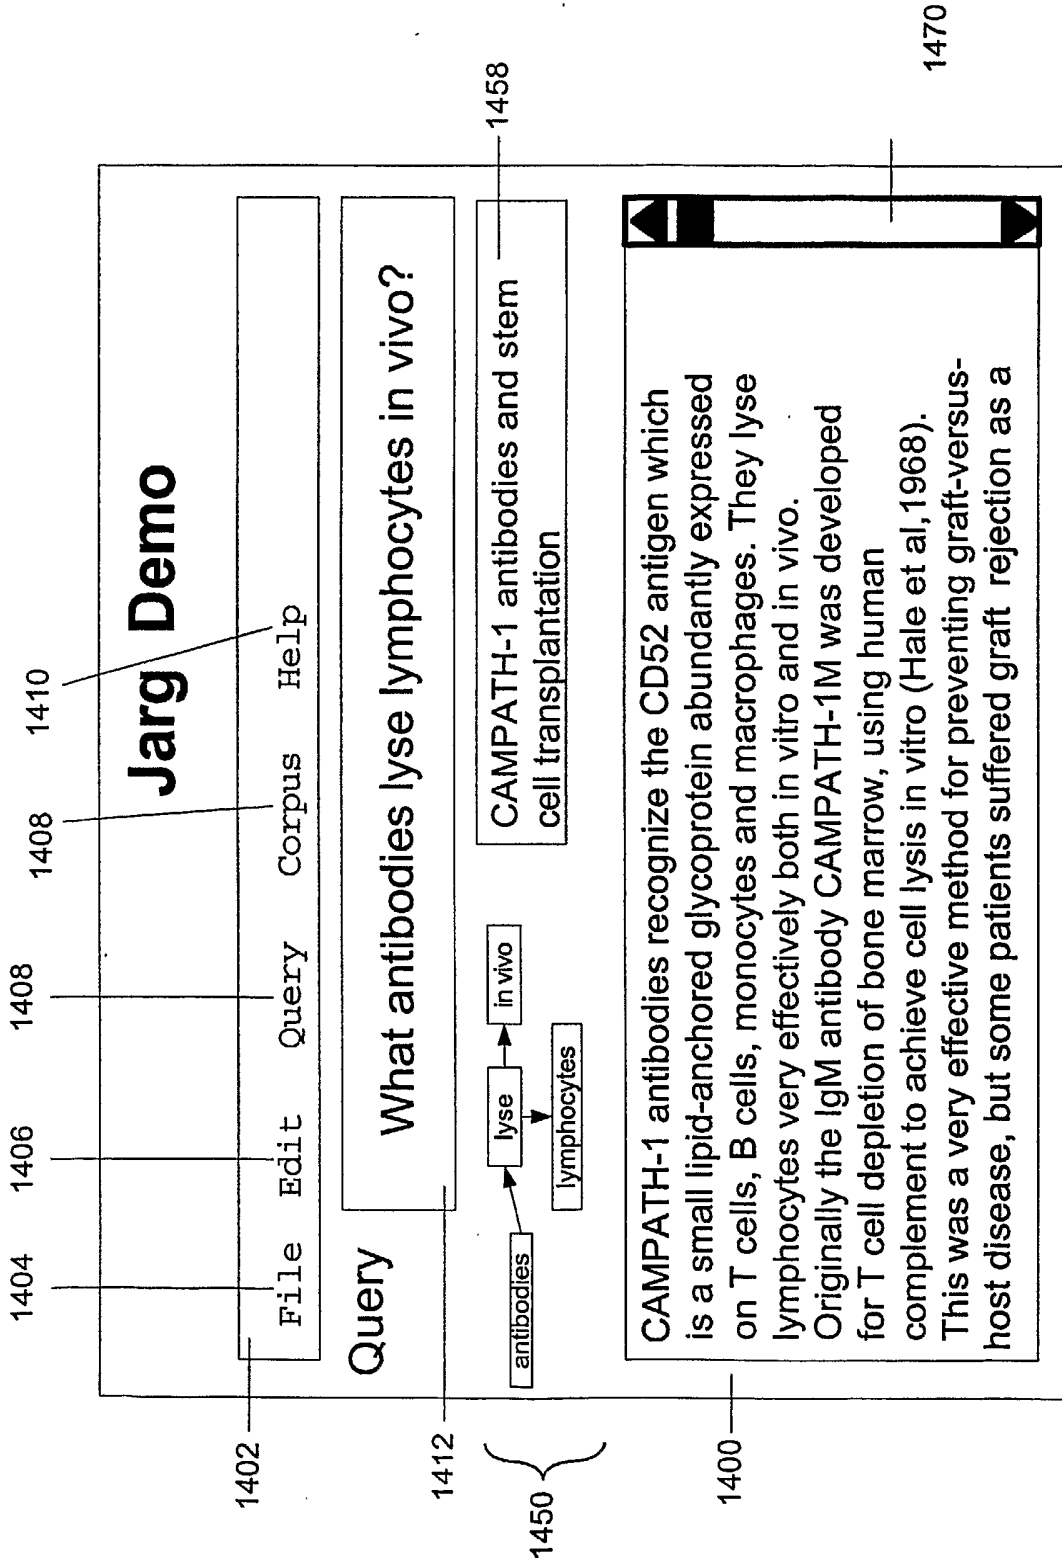 1404
1406
1408
1408
1410
Jarg Demo
1402
File Edit Query Corpus Help
Query
What antibodies lyse lymphocytes in vivo?
1412
1450
antibodies
lyse
in vivo
lymphocytes
CAMPATH-1 antibodies and stem
cell transplantation
1458
CAMPATH-1 antibodies recognize the CD52 antigen which
is a small lipid-anchored glycoprotein abundantly expressed
on T cells, B cells, monocytes and macrophages. They lyse
lymphocytes very effectively both in vitro and in vivo.
Originally the IgM antibody CAMPATH-1M was developed
for T cell depletion of bone marrow, using human
complement to achieve cell lysis in vitro (Hale et al,1968).
This was a very effective method for preventing graft-versus-
host disease, but some patients suffered graft rejection as a
1400
1470